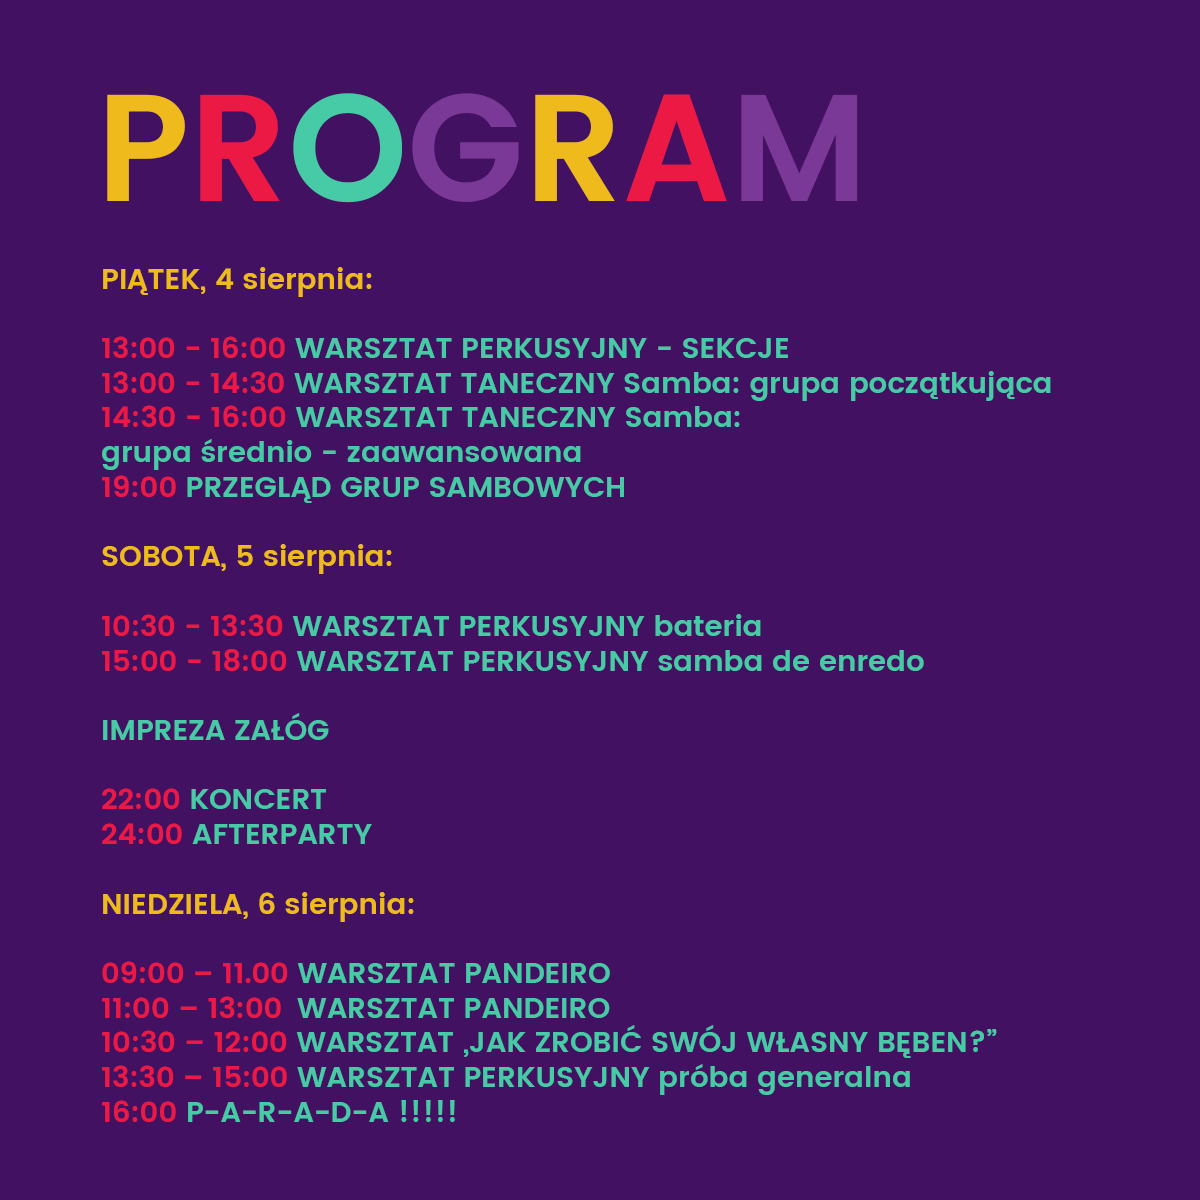 PROGRAM
PIĄTEK, 4 sierpnia:
13:00 - 16:00 WARSZTAT PERKUSYJNY - SEKCJE
13:00 - 14:30 WARSZTAT TANECZNY Samba: grupa początkująca
14:30 - 16:00 WARSZTAT TANECZNY Samba:
grupa średnio - zaawansowana
19:00 PRZEGLĄD GRUP SAMBOWYCH
SOBOTA, 5 sierpnia:
10:30 - 13:30 WARSZTAT PERKUSYJNY bateria
15:00 - 18:00 WARSZTAT PERKUSYJNY samba de enredo
IMPREZA ZAŁÓG
22:00 KONCERT
24:00 AFTERPARTY
NIEDZIELA, 6 sierpnia:
09:00 – 11.00 WARSZTAT PANDEIRO
11:00 – 13:00 WARSZTAT PANDEIRO
10:30 – 12:00 WARSZTAT ‚JAK ZROBIĆ SWÓJ WŁASNY BĘBEN?”
13:30 – 15:00 WARSZTAT PERKUSYJNY próba generalna
16:00 P-A-R-A-D-A !!!!!